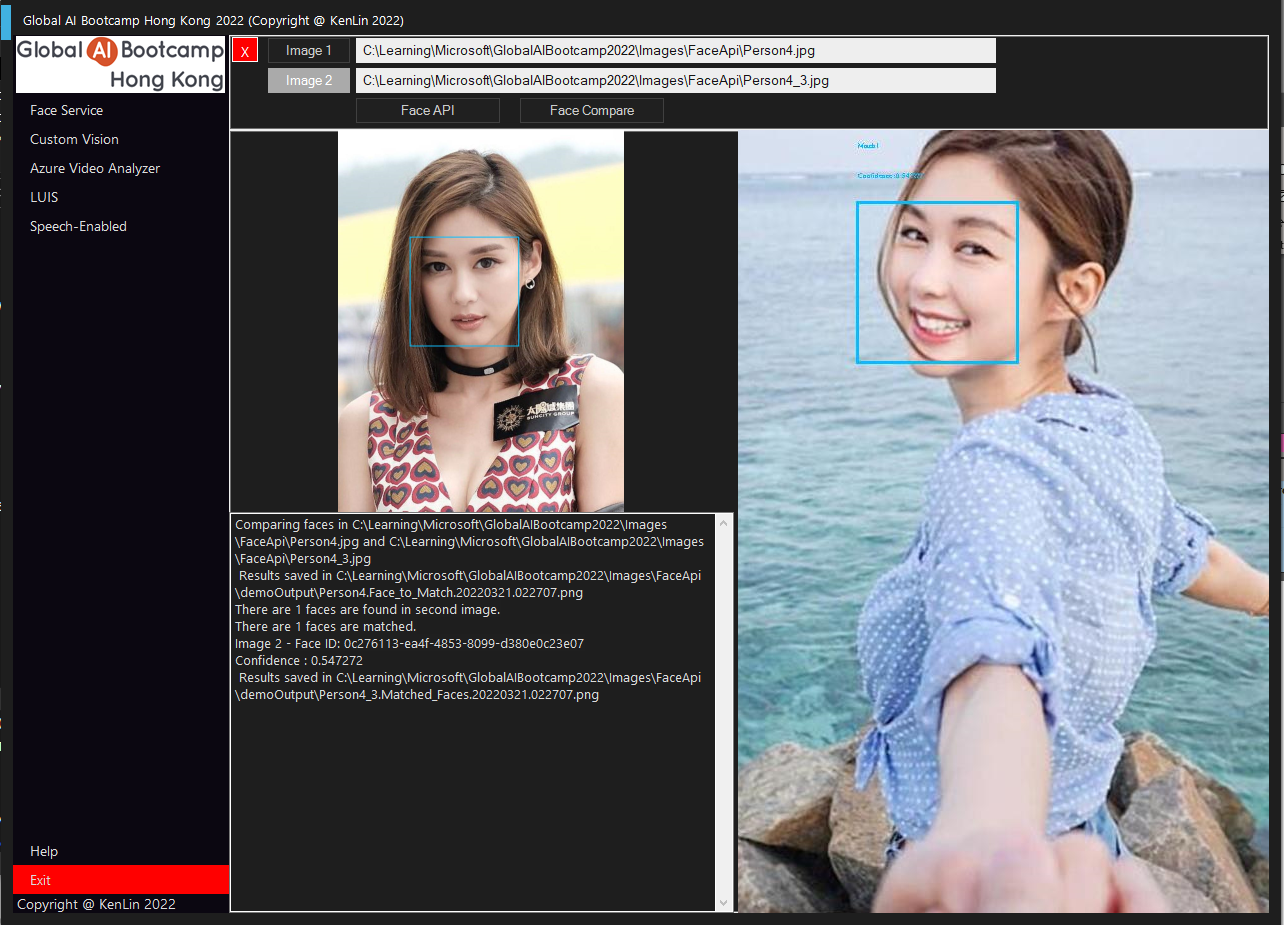 Global AI Bootcamp Hong Kong 2022 (Copyright @ KenLin 2022)
Global AI Bootcamp
Hong Kong
Face Service
Custom Vision
Azure Video Analyzer
LUIS
Speech-Enabled
Help
Exit
Copyright @ KenLin 2022
X
Image 1
C:\Learning\Microsoft\GlobalAIBootcamp2022\Images\FaceApi\Person4.jpg
Image 2
C:\Learning\Microsoft\GlobalAIBootcamp2022\Images\FaceApi\Person4_3.jpg
Face API
Face Compare
太陽城集團
SUNCITY GROUP
Confidence :0.54727
Comparing faces in C:\Learning\Microsoft\GlobalAIBootcamp2022\Images
\FaceApi\Person4.jpg and C:\Learning\Microsoft\GlobalAIBootcamp2022\Images
\FaceApi\Person4_3.jpg
Results saved in C:\Learning\Microsoft\GlobalAIBootcamp2022\Images\FaceApi
\demoOutput\Person4.Face_to_Match.20220321.022707.png
There are 1 faces are found in second image.
There are 1 faces are matched.
Image 2 - Face ID: 0c276113-ea4f-4853-8099-d380e0c23e07
Confidence : 0.547272
Results saved in C:\Learning\Microsoft\GlobalAIBootcamp2022\Images\FaceApi
\demoOutput\Person4_3.Matched_Faces.20220321.022707.png